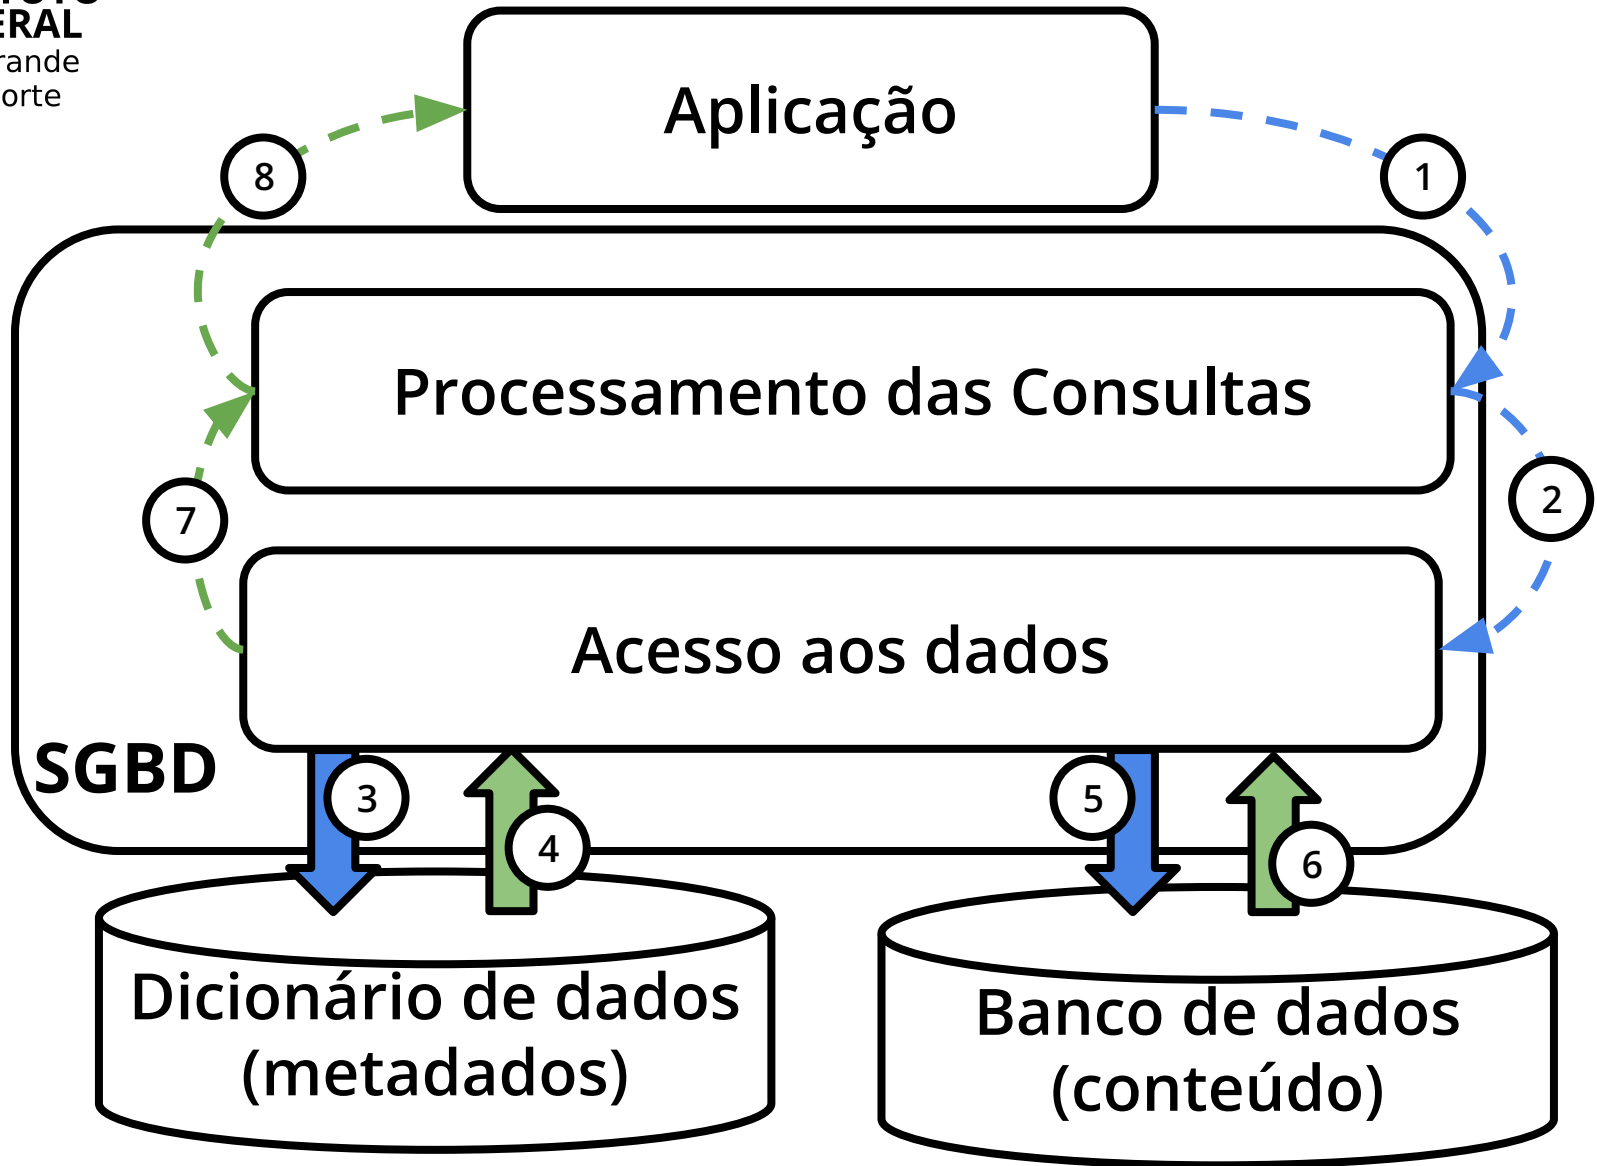 ERAL
rande
orte
Aplicação
8
1
Processamento das Consultas
2
7
Acesso aos dados
SGBD
3
4
5
6
Dicionário de dados
(metadados)
Banco de dados
(conteúdo)